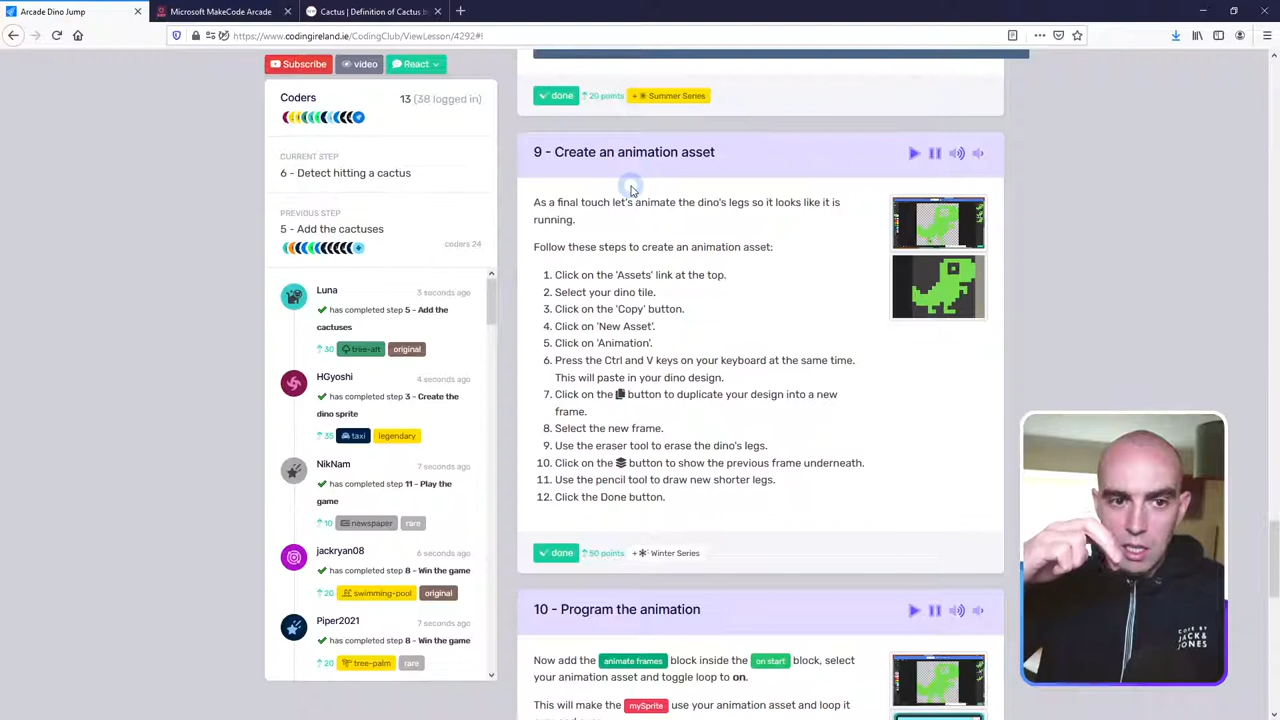 Arcade Dino Jump
Microsoft MakeCode Arcade
Cactus | Definition of Cactus by
https://www.codingireland.ie/CodingClub/ViewLesson/4292#!
Subscribe
video
React
Coders
13 (38 logged in)
CURRENT STEP
6 - Detect hitting a cactus
PREVIOUS STEP
5 - Add the cactuses
coders 24
Luna
3 seconds ago
has completed step 5 - Add the
cactuses
30 tree-alt original
HGyoshi
4 seconds ago
has completed step 3 - Create the
dino sprite
35 taxi legendary
NikNam
7 seconds ago
has completed step 11 - Play the
game
10 newspaper rare
jackryan08
6 seconds ago
has completed step 8 - Win the game
20 swimming-pool original
Piper2021
7 seconds ago
has completed step 8 - Win the game
20 tree-palm rare
done 20 points + Summer Series
9 - Create an animation asset
As a final touch let's animate the dino's legs so it looks like it is
running.
Follow these steps to create an animation asset:
1. Click on the 'Assets' link at the top.
2. Select your dino tile.
3. Click on the 'Copy' button.
4. Click on 'New Asset'.
5. Click on 'Animation'.
6. Press the Ctrl and V keys on your keyboard at the same time.
This will paste in your dino design.
7. Click on the button to duplicate your design into a new
frame.
8. Select the new frame.
9. Use the eraser tool to erase the dino's legs.
10. Click on the button to show the previous frame underneath.
11. Use the pencil tool to draw new shorter legs.
12. Click the Done button.
done 50 points + Winter Series
10 - Program the animation
Now add the animate frames block inside the on start block, select
your animation asset and toggle loop to on.
This will make the mySprite use your animation asset and loop it
CODE BY
JACK&
JONES